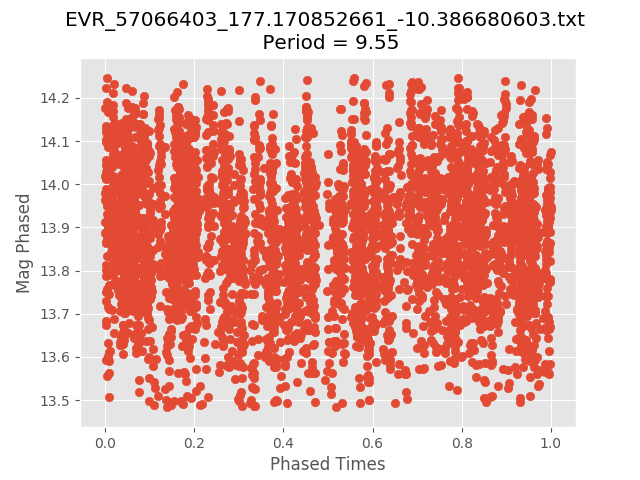 EVR_57066403_177.170852661_-10.386680603.txt
Period = 9.55
Mag Phased
14.2
14.1
14.0
13.9
13.8
13.7
13.6
13.5
0.0 0.2 0.4 0.6 0.8 1.0
Phased Times